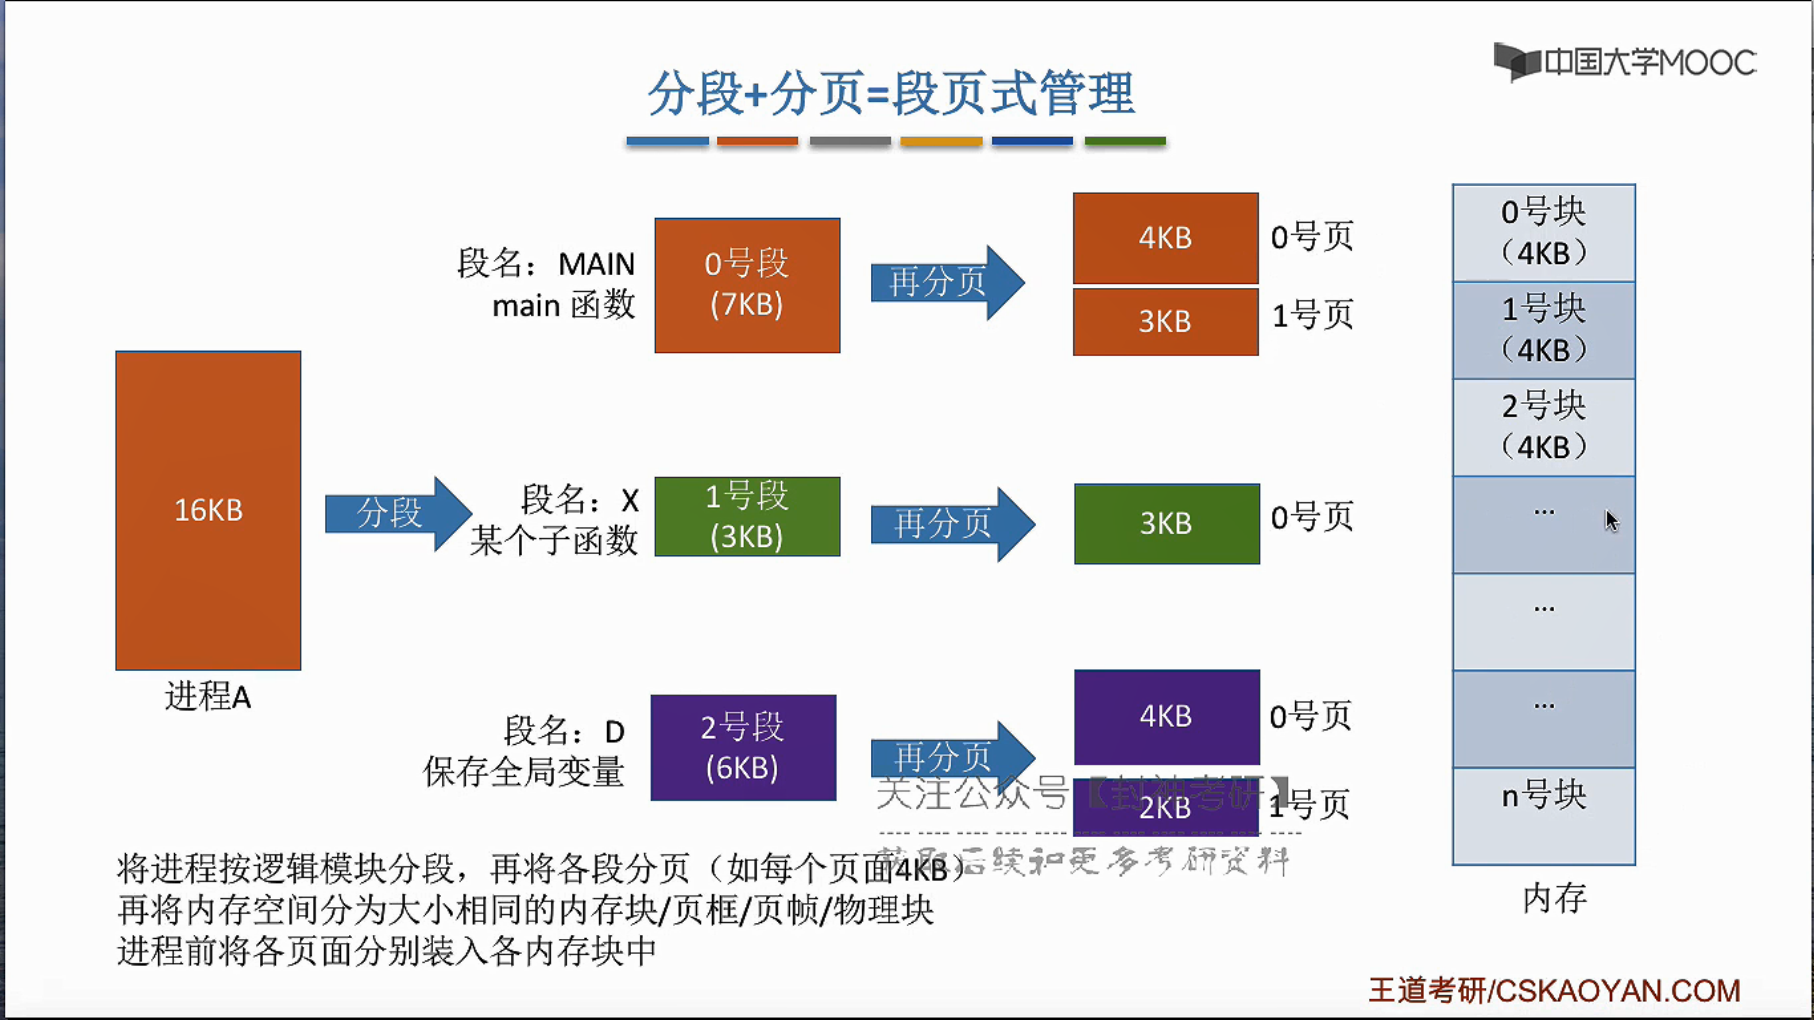 中国大学MOOC
分段+分页=段页式管理
段名：MAIN
main 函数
0号段
(7KB)
再分页
4KB
0号页
3KB
1号页
16KB
进程A
分段
段名：X
某个子函数
1号段
(3KB)
再分页
3KB
0号页
段名：D
保存全局变量
2号段
(6KB)
再分页
4KB
0号页
2KB
1号页
关注公众号【封神考研】
获取后续和更多考研资料
0号块
（4KB）
1号块
（4KB）
2号块
（4KB）
...
...
...
n号块
内存
将进程按逻辑模块分段，再将各段分页（如每个页面4KB）
再将内存空间分为大小相同的内存块/页框/页帧/物理块
进程前将各页面分别装入各内存块中
王道考研/CSKAOYAN.COM